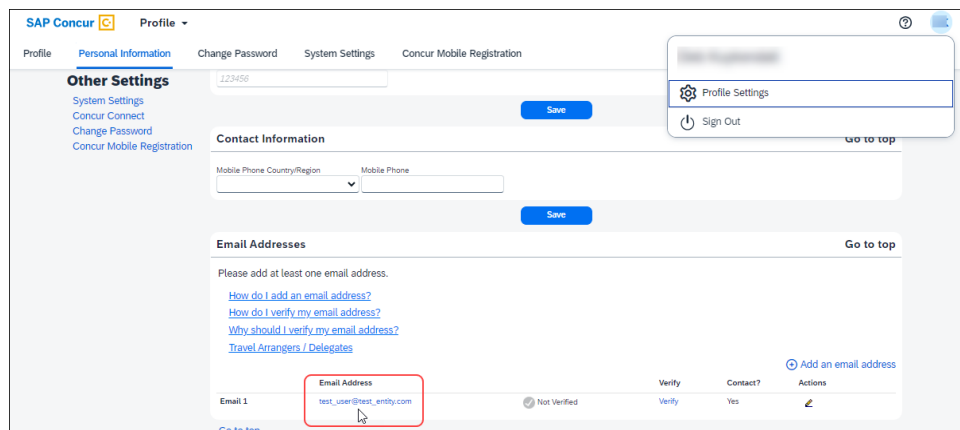 SAP Concur C Profile
Profile Personal Information Change Password System Settings Concur Mobile Registration
Profile Settings
Sign Out
Other Settings
System Settings
Concur Connect
Change Password
Concur Mobile Registration
123456
Save
Contact Information Go to top
Mobile Phone Country/Region Mobile Phone
Save
Email Addresses Go to top
Please add at least one email address.
How do I add an email address?
How do I verify my email address?
Why should I verify my email address?
Travel Arrangers / Delegates
Add an email address
Email Address Verify Contact? Actions
Email 1 test_user@test_entity.com Not Verified Verify Yes
Go to top